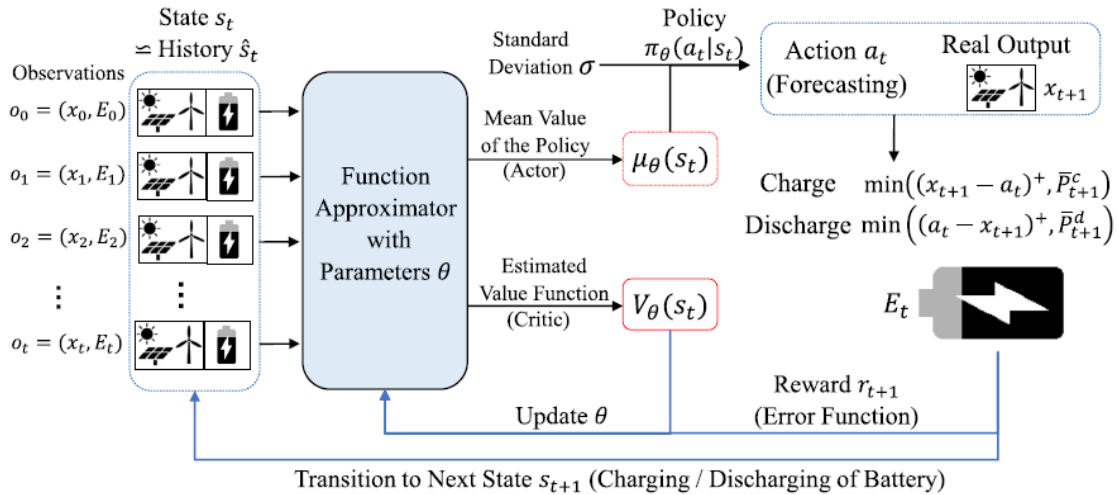 State s_t
≌ History ŝ_t
Observations
o_0 = (x_0, E_0)
o_1 = (x_1, E_1)
o_2 = (x_2, E_2)
⋮
⋮
o_t = (x_t, E_t)
Function
Approximator
with
Parameters θ
Standard
Deviation σ
Mean Value
of the Policy
(Actor)
μ_θ(s_t)
Estimated
Value Function
(Critic)
V_θ(s_t)
Policy
π_θ(a_t|s_t)
Action a_t
(Forecasting)
Real Output
x_{t+1}
Charge min((x_{t+1} − a_t)^+, P̄^c_{t+1})
Discharge min((a_t − x_{t+1})^+, P̄^d_{t+1})
E_t
Reward r_{t+1}
(Error Function)
Update θ
Transition to Next State s_{t+1} (Charging / Discharging of Battery)